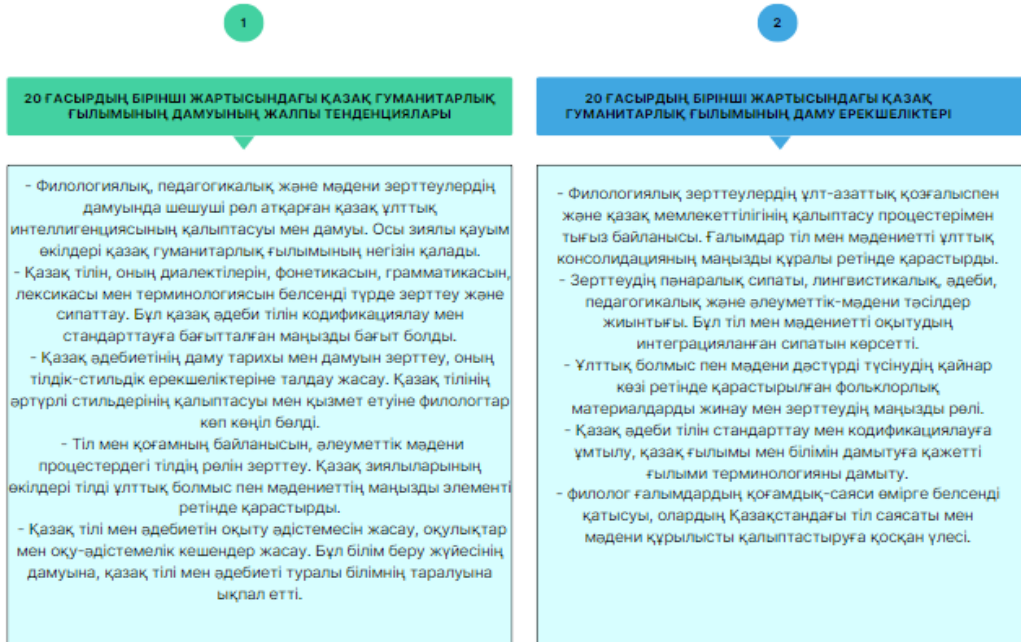 1
20 ҒАСЫРДЫҢ БІРІНШІ ЖАРТЫСЫНДАҒЫ ҚАЗАҚ ГУМАНИТАРЛЫҚ
ҒЫЛЫМЫНЫҢ ДАМУЫНЫҢ ЖАЛПЫ ТЕНДЕНЦИЯЛАРЫ
- Филологиялық, педагогикалық және мәдени зерттеулердің
дамуында шешуші рөл атқарған қазақ ұлттық
интеллигенциясының қалыптасуы мен дамуы. Осы зиялы қауым
өкілдері қазақ гуманитарлық ғылымының негізін қалады.
- Қазақ тілін, оның диалектілерін, фонетикасын, грамматикасын,
лексикасы мен терминологиясын белсенді түрде зерттеу және
сипаттау. Бұл қазақ әдеби тілін кодификациялау мен
стандарттауға бағытталған маңызды бағыт болды.
- Қазақ әдебиетінің даму тарихы мен дамуын зерттеу, оның
тілдік-стильдік ерекшеліктеріне талдау жасау. Қазақ тілінің
әртүрлі стильдерінің қалыптасуы мен қызмет етуіне филологтар
көп көңіл бөлді.
- Тіл мен қоғамның байланысын, әлеуметтік мәдени
процестердегі тілдің рөлін зерттеу. Қазақ зиялыларының
өкілдері тілді ұлттық болмыс пен мәдениеттің маңызды элементі
ретінде қарастырды.
- Қазақ тілі мен әдебиетін оқыту әдістемесін жасау, оқулықтар
мен оқу-әдістемелік кешендер жасау. Бұл білім беру жүйесінің
дамуына, қазақ тілі мен әдебиеті туралы білімнің таралуына
ықпал етті.
2
20 ҒАСЫРДЫҢ БІРІНШІ ЖАРТЫСЫНДАҒЫ ҚАЗАҚ
ГУМАНИТАРЛЫҚ ҒЫЛЫМЫНЫҢ ДАМУ ЕРЕКШЕЛІКТЕРІ
- Филологиялық зерттеулердің ұлт-азаттық қозғалыспен
және қазақ мемлекеттілігінің қалыптасу процестерімен
тығыз байланысы. Ғалымдар тіл мен мәдениетті ұлттық
консолидацияның маңызды құралы ретінде қарастырды.
- Зерттеудің пәнаралық сипаты, лингвистикалық, әдеби,
педагогикалық және әлеуметтік-мәдени тәсілдер
жиынтығы. Бұл тіл мен мәдениетті оқытудың
интеграцияланған сипатын көрсетті.
- Ұлттық болмыс пен мәдени дәстүрді түсінудің қайнар
көзі ретінде қарастырылған фольклорлық
материалдарды жинау мен зерттеудің маңызды рөлі.
- Қазақ әдеби тілін стандарттау мен кодификациялауға
ұмтылу, қазақ ғылымы мен білімін дамытуға қажетті
ғылыми терминологияны дамыту.
- филолог ғалымдардың қоғамдық-саяси өмірге белсенді
қатысуы, олардың Қазақстандағы тіл саясаты мен
мәдени құрылысты қалыптастыруға қосқан үлесі.